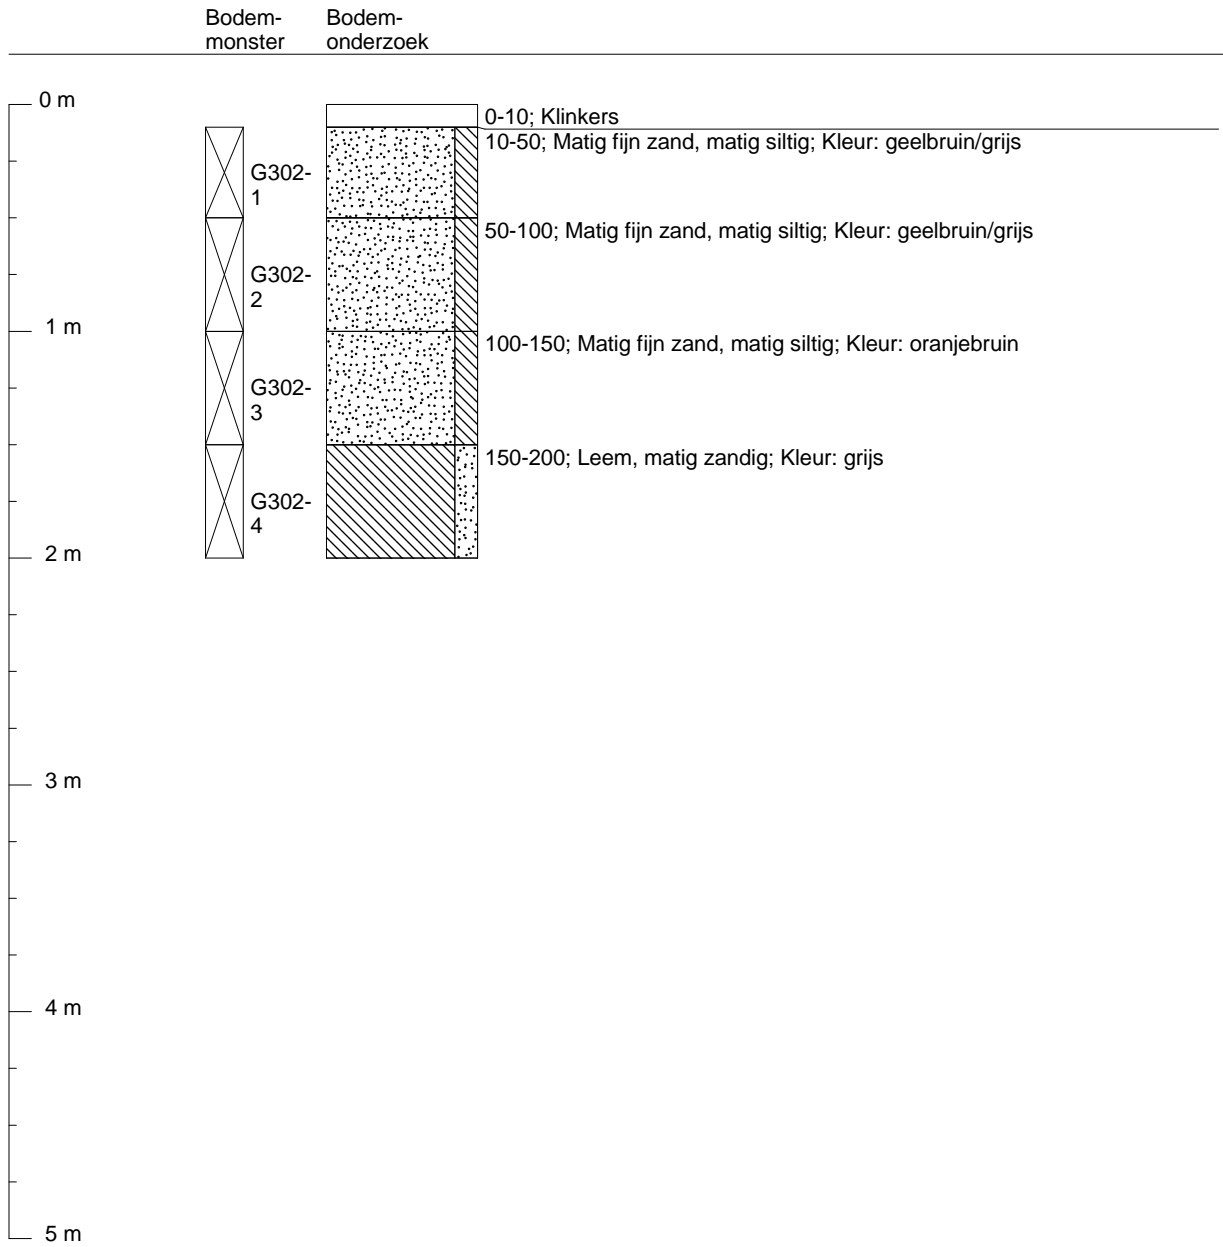 Bodem-
monster
Bodem-
onderzoek
0 m
0-10; Klinkers
10-50; Matig fijn zand, matig siltig; Kleur: geelbruin/grijs
G302-
1
50-100; Matig fijn zand, matig siltig; Kleur: geelbruin/grijs
G302-
2
1 m
100-150; Matig fijn zand, matig siltig; Kleur: oranjebruin
G302-
3
150-200; Leem, matig zandig; Kleur: grijs
G302-
4
2 m
3 m
4 m
5 m